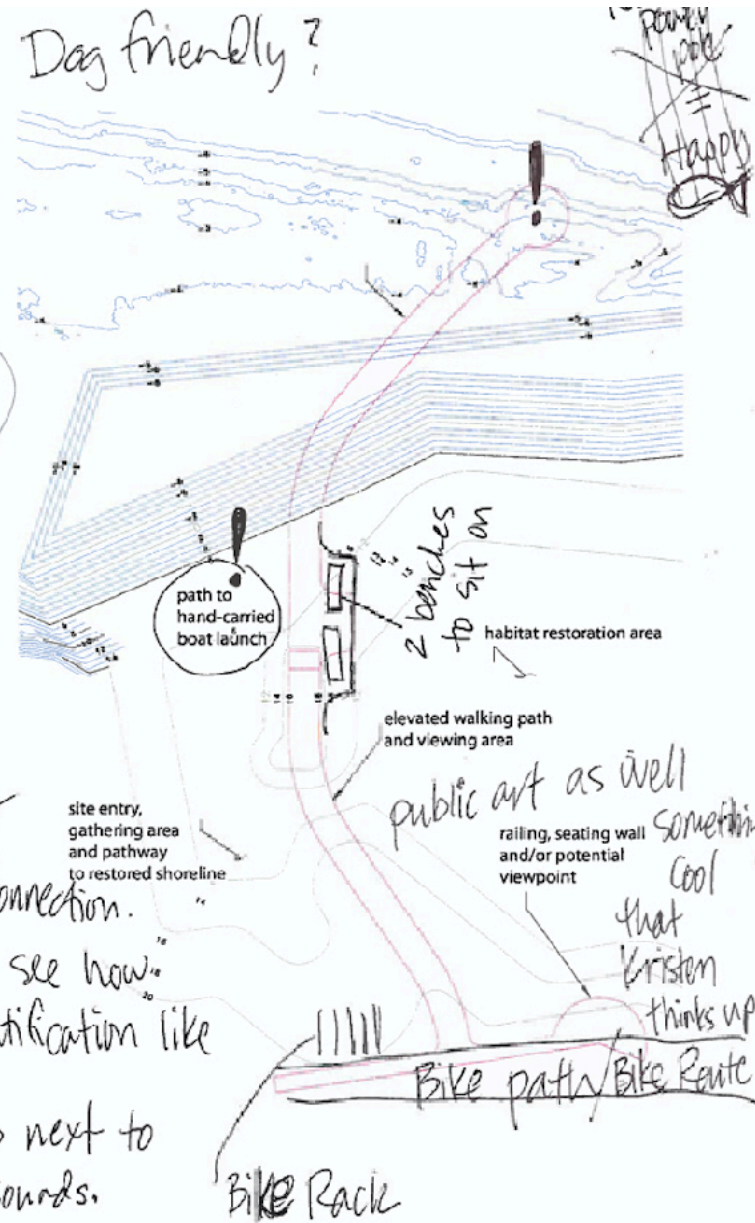 Dog friendly?
power
pole
=
Happy
2 benches
to sit on
path to
hand-carried
boat launch
habitat restoration area
elevated walking path
and viewing area
public art as well
something
cool
that
Kristen
thinks up
site entry,
gathering area
and pathway
to restored shoreline
railing, seating wall
and/or potential
viewpoint
onnection.
see how
tification like
next to
ounds.
Bike path/Bike Route
Bike Rack